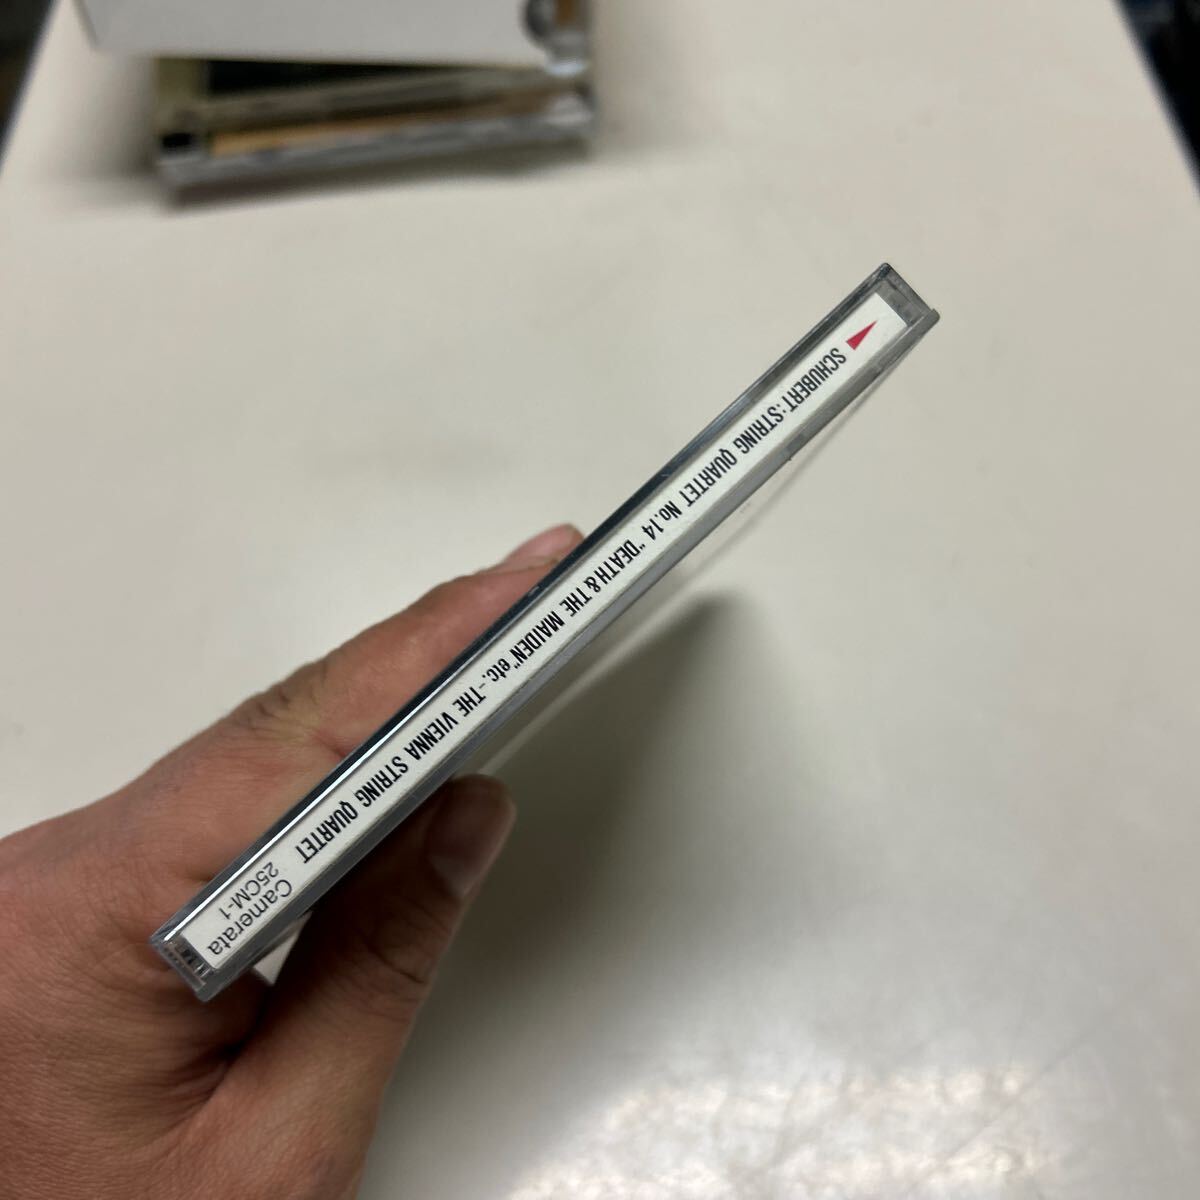 SCHUBERT:STRING QUARTET No.14 "DEATH & THE MAIDEN" etc.–THE VIENNA STRING QUARTET
Camerata
25CM-1